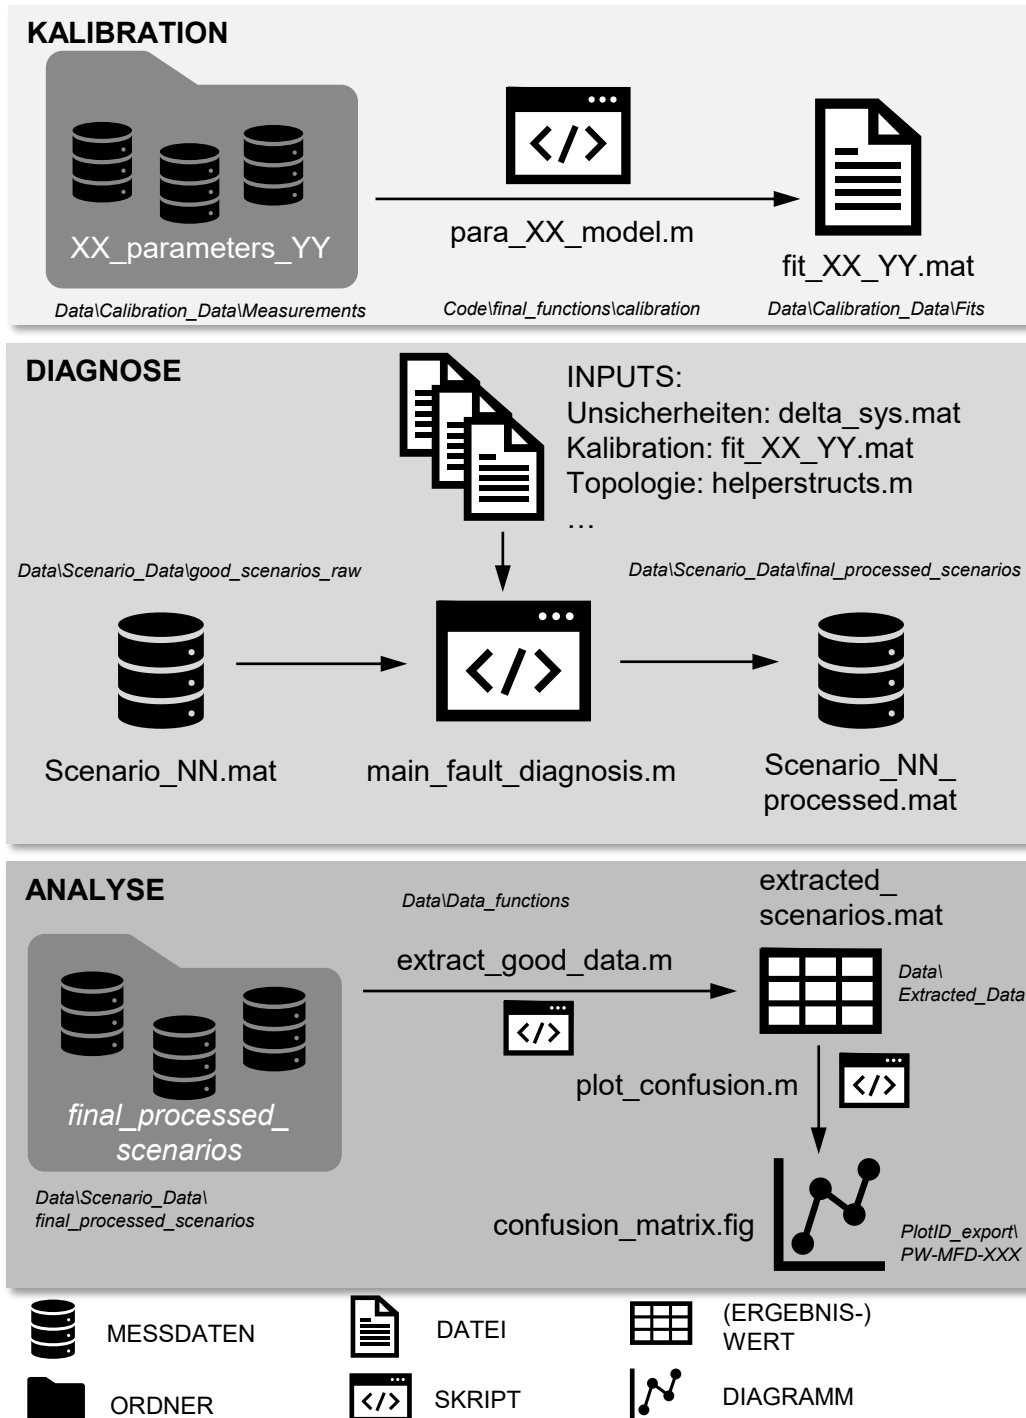 KALIBRATION
XX_parameters_YY
para_XX_model.m
fit_XX_YY.mat
Data\Calibration_Data\Measurements
Code\final_functions\calibration
Data\Calibration_Data\Fits
DIAGNOSE
INPUTS:
Unsicherheiten: delta_sys.mat
Kalibration: fit_XX_YY.mat
Topologie: helperstructs.m
…
Data\Scenario_Data\good_scenarios_raw
Data\Scenario_Data\final_processed_scenarios
Scenario_NN.mat
main_fault_diagnosis.m
Scenario_NN_
processed.mat
ANALYSE
Data\Data_functions
extracted_
scenarios.mat
extract_good_data.m
Data\
Extracted_Data
plot_confusion.m
final_processed_
scenarios
Data\Scenario_Data\
final_processed_scenarios
confusion_matrix.fig
PlotID_export\
PW-MFD-XXX
MESSDATEN
DATEI
(ERGEBNIS-)
WERT
ORDNER
SKRIPT
DIAGRAMM